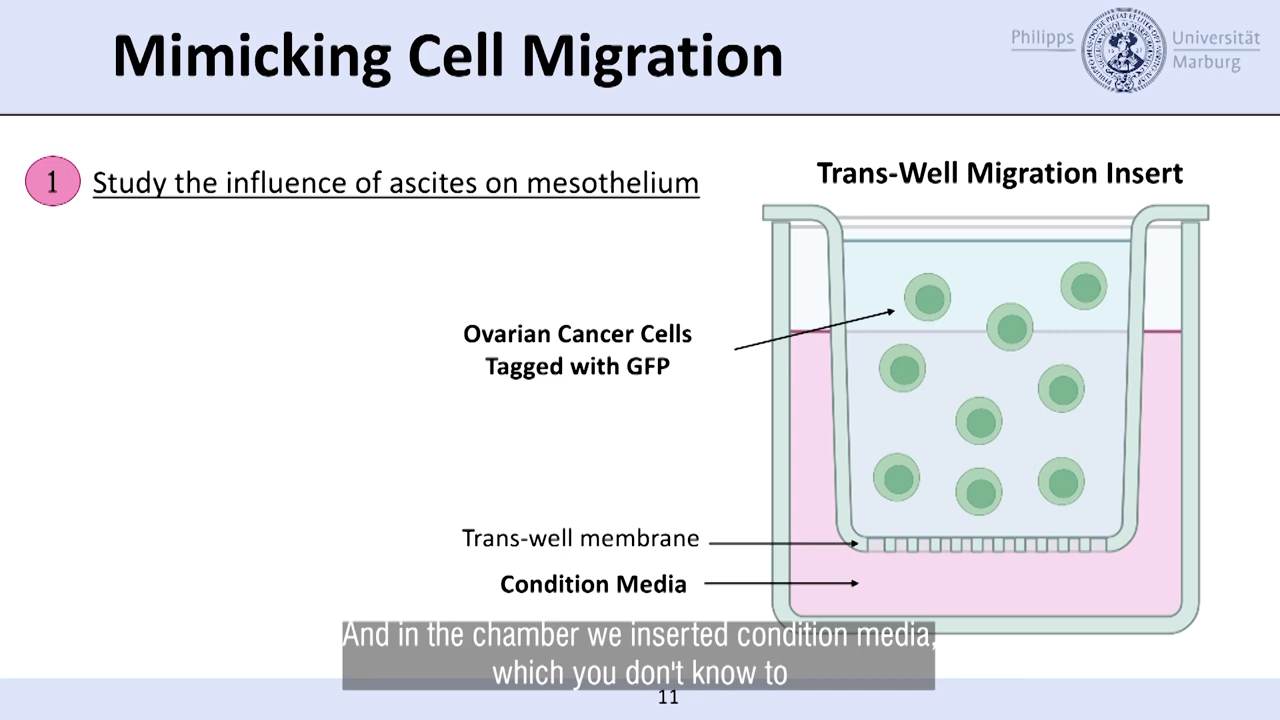 Mimicking Cell Migration
Philipps
Universität
Marburg
1
Study the influence of ascites on mesothelium
Trans-Well Migration Insert
Ovarian Cancer Cells
Tagged with GFP
Trans-well membrane
Condition Media
And in the chamber we inserted condition media,
which you don't know to
11